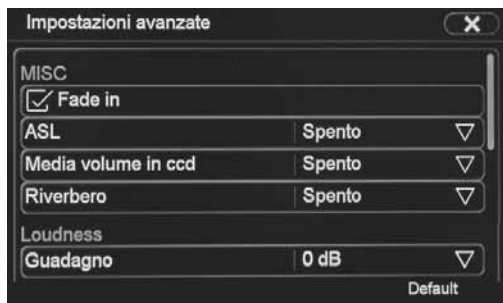 Impostazioni avanzate
MISC
Fade in
ASL Spento
Media volume in ccd Spento
Riverbero Spento
Loudness
Guadagno 0 dB
Default